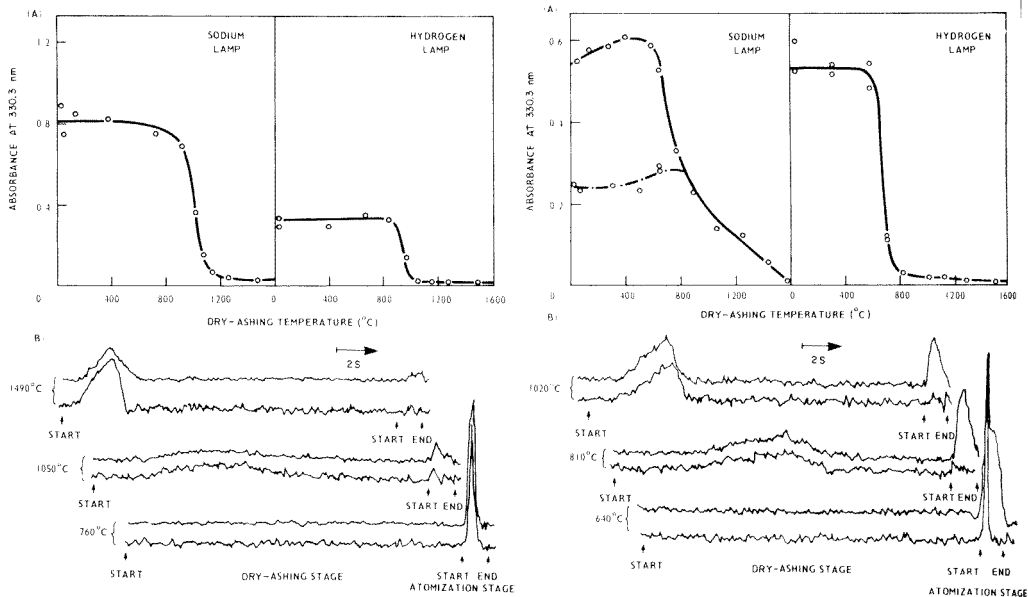 (A)
SODIUM LAMP
HYDROGEN LAMP
1.2
0.8
0.4
0
ABSORBANCE AT 330.3 nm
400
1200
0
400
1200
1600
DRY-ASHING TEMPERATURE (°C)
B)
2S
1490°C
START
START END
1050°C
START
START END
760°C
START
DRY-ASHING STAGE
START END
ATOMIZATION STAGE
(A)
SODIUM LAMP
HYDROGEN LAMP
0.6
0.4
0.2
0
ABSORBANCE AT 330.3 nm
400
1200
0
400
1200
1600
DRY-ASHING TEMPERATURE (°C)
B)
2S
1020°C
START
START END
810°C
START
START END
640°C
START
DRY-ASHING STAGE
START END
ATOMIZATION STAGE